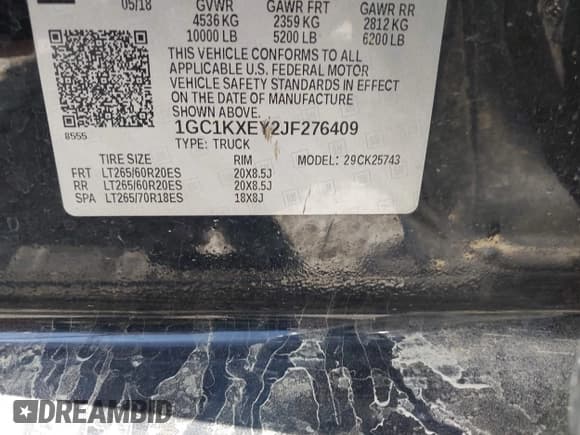 05/18 GVWR GAWR FRT GAWR RR
4536 KG 2359 KG 2812 KG
10000 LB 5200 LB 6200 LB
THIS VEHICLE CONFORMS TO ALL
APPLICABLE U.S. FEDERAL MOTOR
VEHICLE SAFETY STANDARDS IN EFFECT
ON THE DATE OF MANUFACTURE
SHOWN ABOVE.
8555 1GC1KXEY2JF276409
TYPE: TRUCK
TIRE SIZE RIM MODEL: 29CK25743
FRT LT265/60R20ES 20X8.5J
RR LT265/60R20ES 20X8.5J
SPA LT265/70R18ES 18X8J
DREAMBID